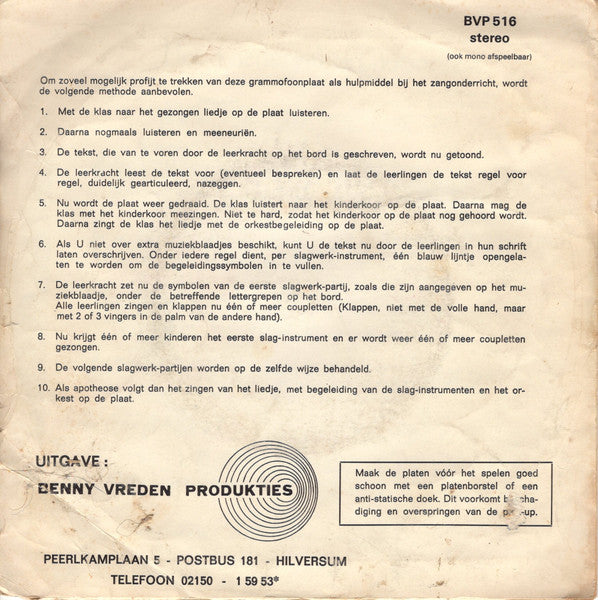 BVP 516
stereo
(ook mono afspeelbaar)
Om zoveel mogelijk profijt te trekken van deze grammofoonplaat als hulpmiddel bij het zangonderricht, wordt
de volgende methode aanbevolen.
1. Met de klas naar het gezongen liedje op de plaat luisteren.
2. Daarna nogmaals luisteren en meeneuriën.
3. De tekst, die van te voren door de leerkracht op het bord is geschreven, wordt nu getoond.
4. De leerkracht leest de tekst voor (eventueel bespreken) en laat de leerlingen de tekst regel voor
regel, duidelijk gearticuleerd, nazeggen.
5. Nu wordt de plaat weer gedraaid. De klas luistert naar het kinderkoor op de plaat. Daarna mag de
klas met het kinderkoor meezingen. Niet te hard, zodat het kinderkoor op de plaat nog gehoord wordt.
Daarna zingt de klas het liedje met de orkestbegeleiding op de plaat.
6. Als U niet over extra muziekblaadjes beschikt, kunt U de tekst nu door de leerlingen in hun schrift
laten overschrijven. Onder iedere regel dient, per slagwerk-instrument, één blauw lijntje opengela-
ten te worden om de begeleidingssymbolen in te vullen.
7. De leerkracht zet nu de symbolen van de eerste slagwerk-partij, zoals die zijn aangegeven op het mu-
ziekblaadje, onder de betreffende lettergrepen op het bord.
Alle leerlingen zingen en klappen nu één of meer coupletten (Klappen, niet met de volle hand, maar
met 2 of 3 vingers in de palm van de andere hand).
8. Nu krijgt één of meer kinderen het eerste slag-instrument en er wordt weer één of meer coupletten
gezongen.
9. De volgende slagwerk-partijen worden op de zelfde wijze behandeld.
10. Als apotheose volgt dan het zingen van het liedje, met begeleiding van de slag-instrumenten en het or-
kest op de plaat.
UITGAVE :
BENNY VREDEN PRODUKTIES
Maak de platen vóór het spelen goed
schoon met een platenborstel of een
anti-statische doek. Dit voorkomt
diging en overspringen van de
PEERLKAMPLAAN 5 - POSTBUS 181 - HILVERSUM
TELEFOON 02150 - 1 59 53*